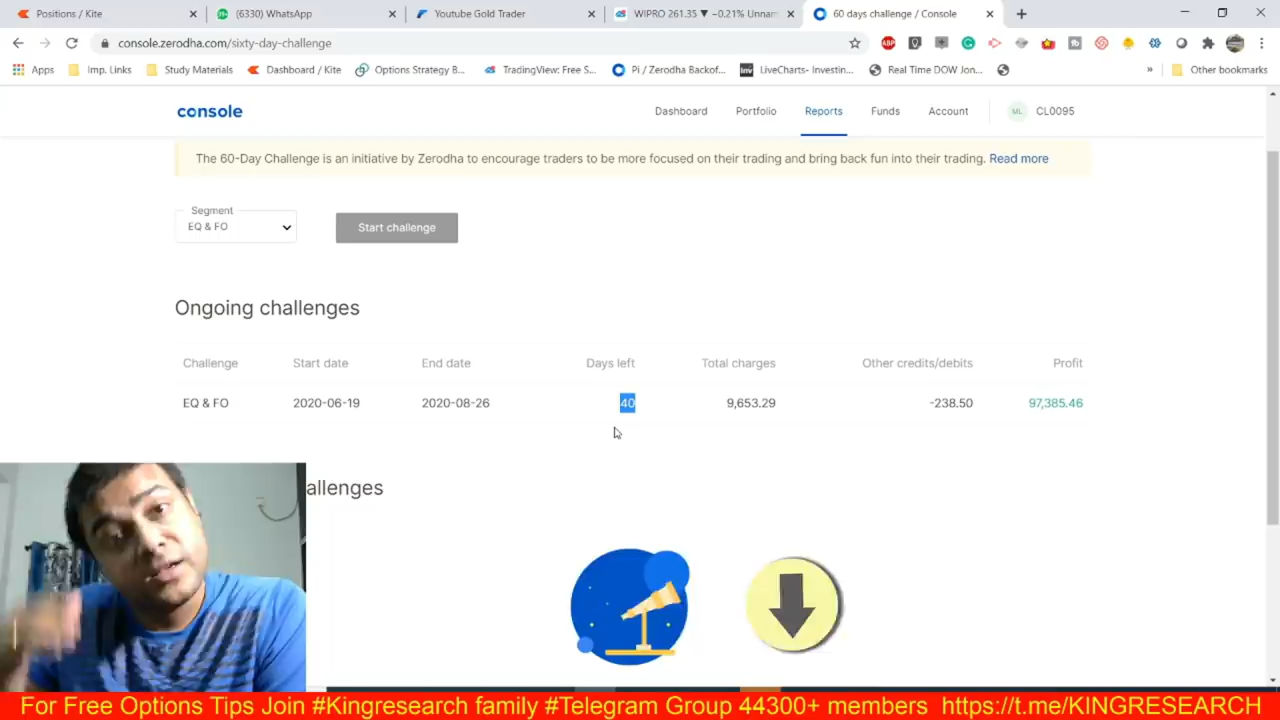 Positions / Kite
(6330) WhatsApp
Youtube Gold Trader
WIPRO 261.35 ▼ −0.21% Unnam
60 days challenge / Console
console.zerodha.com/sixty-day-challenge
Apps
Imp. Links
Study Materials
Dashboard / Kite
Options Strategy B...
TradingView: Free S...
Pi / Zerodha Backof...
LiveCharts- Investin...
Real Time DOW Jon...
»
Other bookmarks
console
Dashboard
Portfolio
Reports
Funds
Account
ML
CL0095
The 60-Day Challenge is an initiative by Zerodha to encourage traders to be more focused on their trading and bring back fun into their trading. Read more
Segment
EQ & FO
Start challenge
Ongoing challenges
Challenge Start date End date Days left Total charges Other credits/debits Profit
EQ & FO 2020-06-19 2020-08-26 40 9,653.29 -238.50 97,385.46
allenges
For Free Options Tips Join #Kingresearch family #Telegram Group 44300+ members https://t.me/KINGRESEARCH